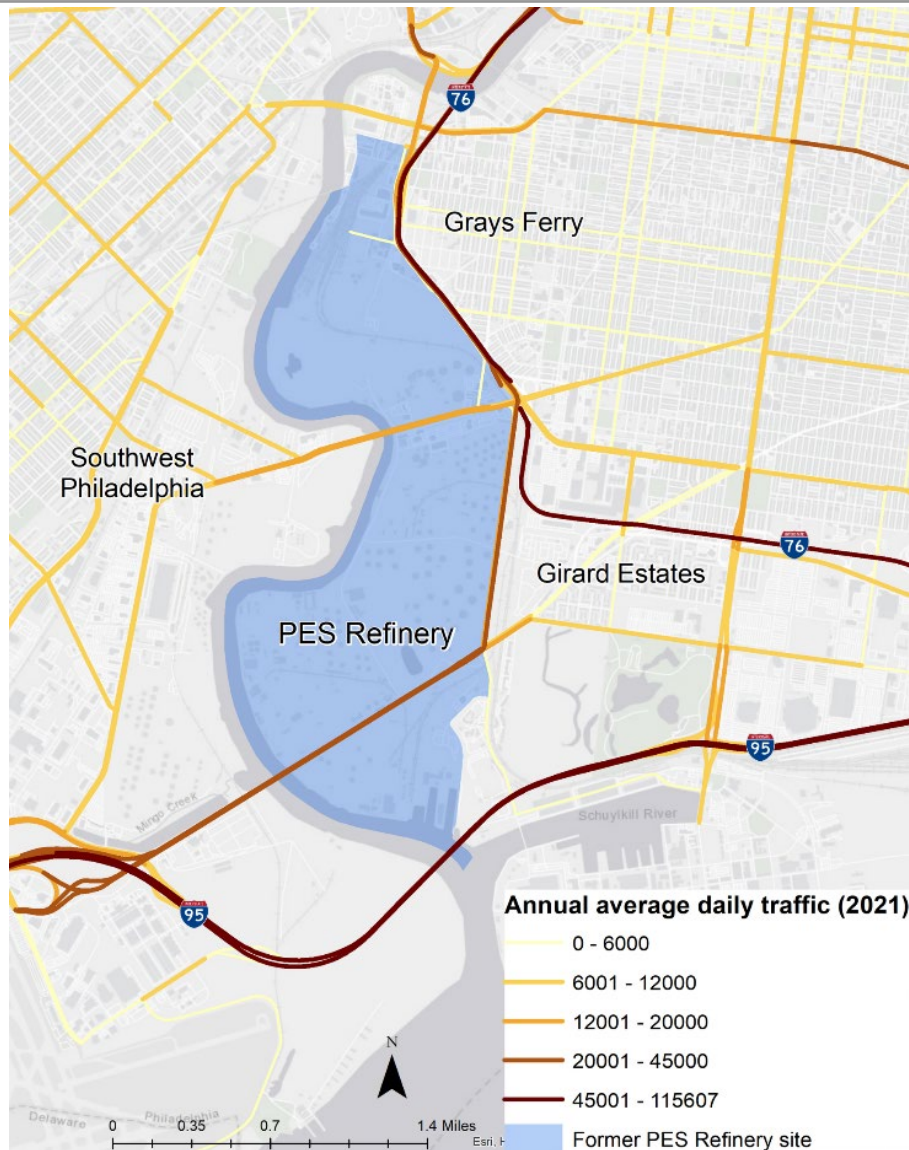 76
Grays Ferry
Southwest
Philadelphia
Girard Estates
76
PES Refinery
95
Mingo Creek
Schuylkill River
95
Annual average daily traffic (2021)
0 - 6000
6001 - 12000
12001 - 20000
20001 - 45000
45001 - 115607
Former PES Refinery site
N
Delaware
Philadelphia
0 0.35 0.7 1.4 Miles
Esri, H